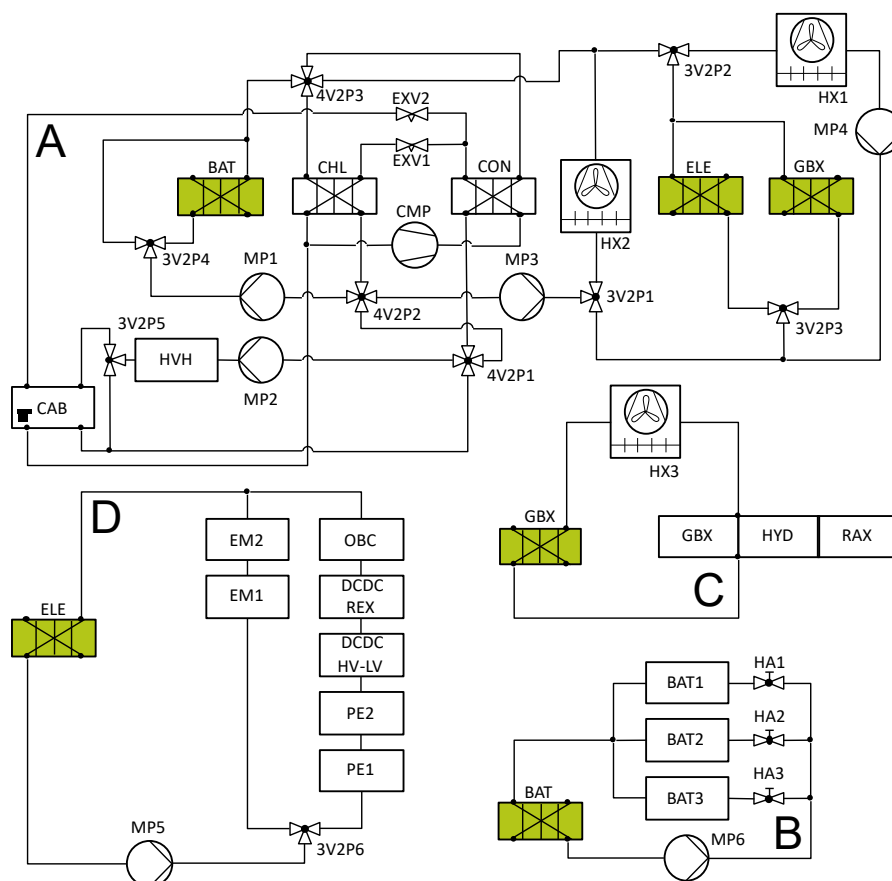 3V2P2
4V2P3
EXV2
HX1
MP4
A
BAT
CHL
EXV1
CON
ELE
GBX
CMP
HX2
3V2P4
MP1
MP3
4V2P2
3V2P1
3V2P3
3V2P5
HVH
MP2
4V2P1
CAB
HX3
D
GBX
GBX
HYD
RAX
C
EM2
OBC
EM1
DCDC
REX
ELE
DCDC
HV-LV
PE2
PE1
MP5
3V2P6
HA1
BAT1
HA2
BAT2
HA3
BAT
BAT3
B
MP6